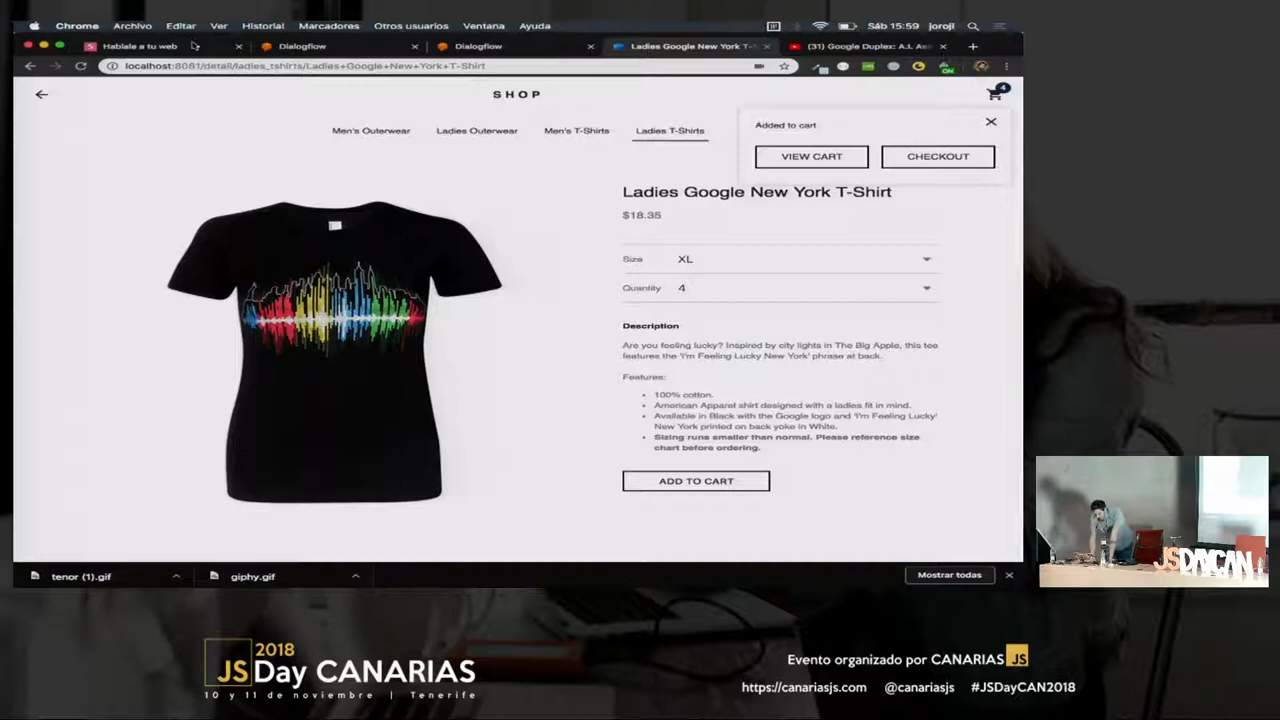 Chrome Archivo Editar Ver Historial Marcadores Otros usuarios Ventana Ayuda Sáb 15:59 joroji
Háblale a tu web Dialogflow Dialogflow Ladies Google New York T-S (31) Google Duplex: A.I. Ass
localhost:8081/detail/ladies_tshirts/Ladies+Google+New+York+T-Shirt ON
SHOP 4
Men's Outerwear Ladies Outerwear Men's T-Shirts Ladies T-Shirts
Added to cart
VIEW CART CHECKOUT
Ladies Google New York T-Shirt
$18.35
Size XL
Quantity 4
Description
Are you feeling lucky? Inspired by city lights in The Big Apple, this tee
features the 'I'm Feeling Lucky New York' phrase at back.
Features:
100% cotton.
American Apparel shirt designed with a ladies fit in mind.
Available in Black with the Google logo and 'I'm Feeling Lucky'
New York printed on back yoke in White.
Sizing runs smaller than normal. Please reference size
chart before ordering.
ADD TO CART
tenor (1).gif giphy.gif Mostrar todas
JSDAYCAN
2018
JSDay CANARIAS
10 y 11 de noviembre | Tenerife
Evento organizado por CANARIAS JS
https://canariasjs.com @canariasjs #JSDayCAN2018